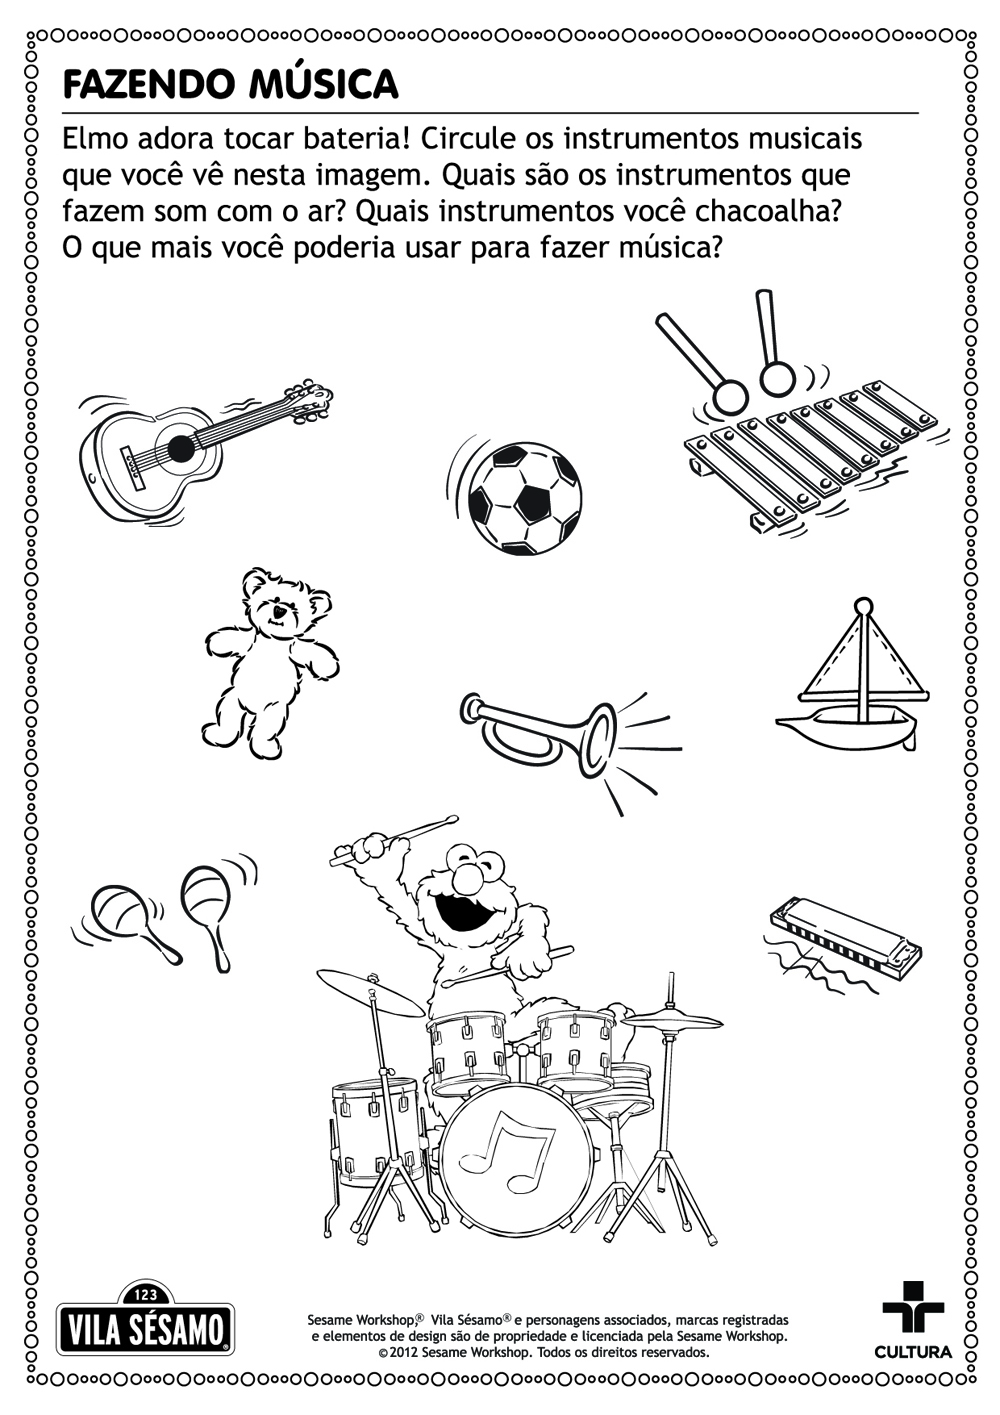 FAZENDO MÚSICA
Elmo adora tocar bateria! Circule os instrumentos musicais
que você vê nesta imagem. Quais são os instrumentos que
fazem som com o ar? Quais instrumentos você chacoalha?
O que mais você poderia usar para fazer música?
123
VILA SÉSAMO®
Sesame Workshop,® Vila Sésamo® e personagens associados, marcas registradas
e elementos de design são de propriedade e licenciada pela Sesame Workshop.
©2012 Sesame Workshop. Todos os direitos reservados.
CULTURA